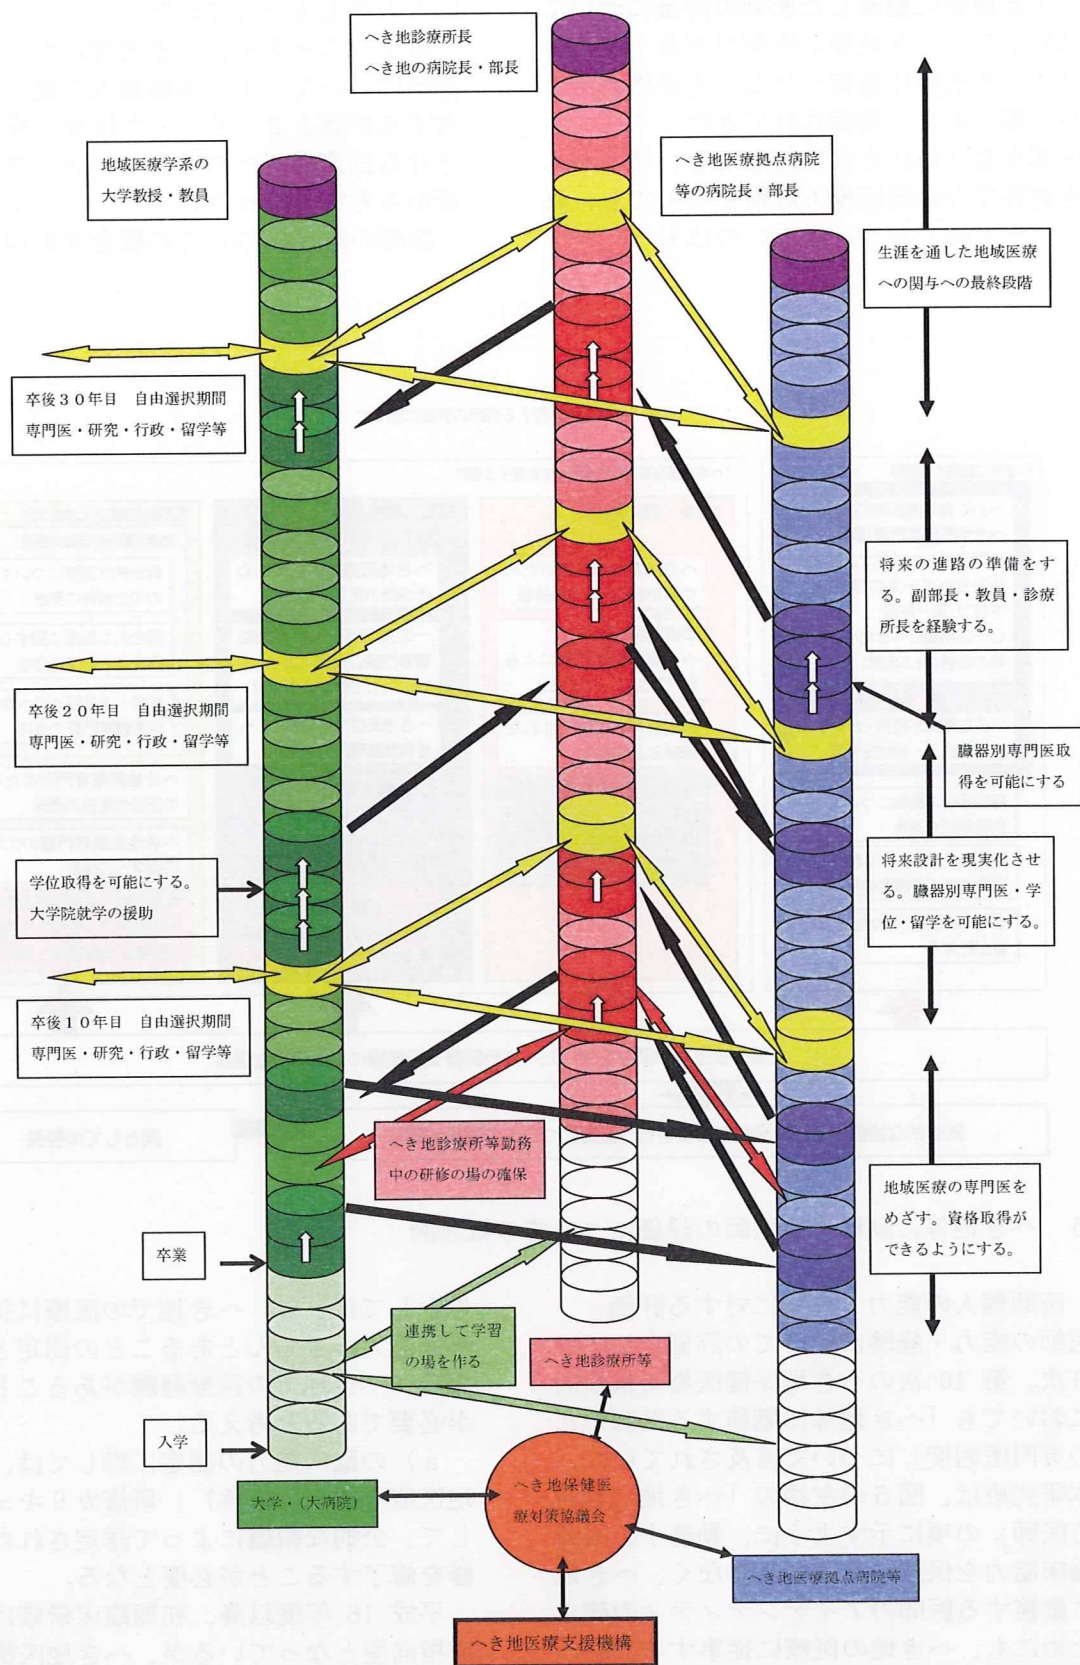 へき地診療所長
へき地の病院長・部長
地域医療学系の
大学教授・教員
へき地医療拠点病院
等の病院長・部長
生涯を通した地域医療
への関与への最終段階
卒後30年目 自由選択期間
専門医・研究・行政・留学等
将来の進路の準備をす
る。副部長・教員・診療
所長を経験する。
卒後20年目 自由選択期間
専門医・研究・行政・留学等
臓器別専門医取
得を可能にする
学位取得を可能にする。
大学院就学の援助
将来設計を現実化させ
る。臓器別専門医・学
位・留学を可能にする。
卒後10年目 自由選択期間
専門医・研究・行政・留学等
へき地診療所等勤務
中の研修の場の確保
地域医療の専門医を
めざす。資格取得が
できるようにする。
卒業
連携して学習
の場を作る
へき地診療所等
入学
大学・(大病院)
へき地保健医
療対策協議会
へき地医療拠点病院等
へき地医療支援機構